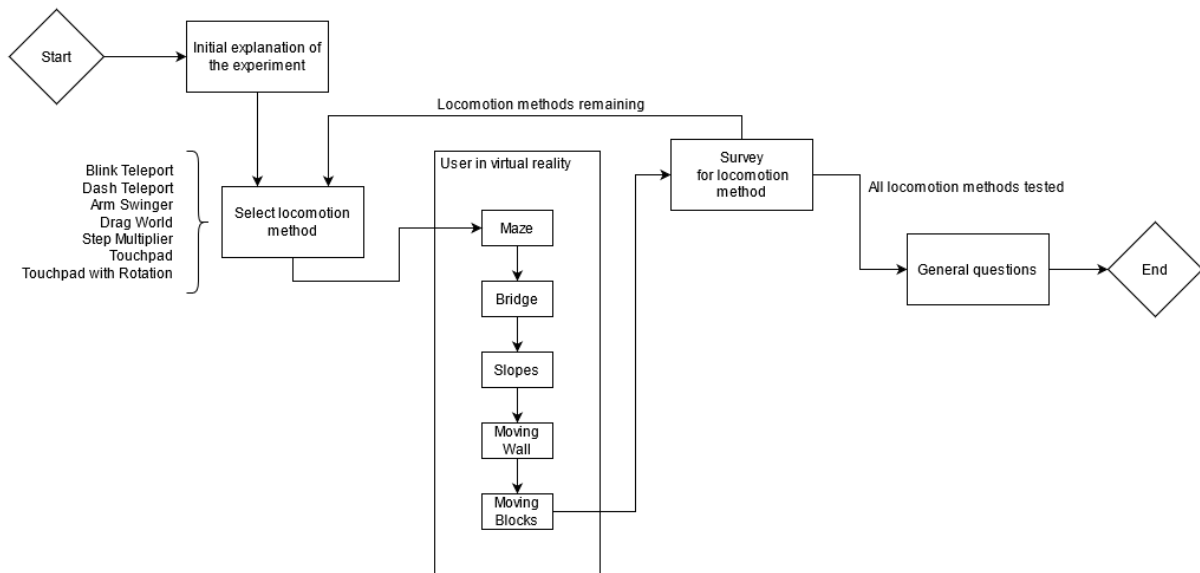 Start
Initial explanation of
the experiment
Locomotion methods remaining
Blink Teleport
Dash Teleport
Arm Swinger
Drag World
Step Multiplier
Touchpad
Touchpad with Rotation
Select locomotion
method
User in virtual reality
Maze
Bridge
Slopes
Moving
Wall
Moving
Blocks
Survey
for locomotion
method
All locomotion methods tested
General questions
End